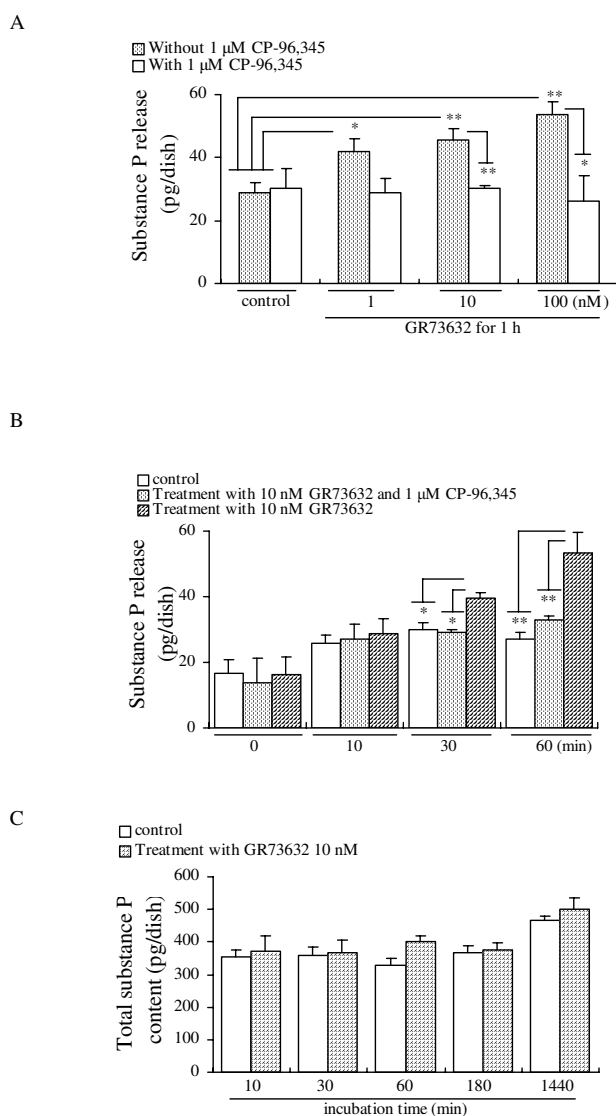 A
Without 1 μM CP-96,345
With 1 μM CP-96,345
Substance P release
(pg/dish)
60
40
20
0
*
**
**
**
*
control
1
10
100 (nM)
GR73632 for 1 h
B
control
Treatment with 10 nM GR73632 and 1 μM CP-96,345
Treatment with 10 nM GR73632
Substance P release
(pg/dish)
60
40
20
0
*
*
**
**
0
10
30
60 (min)
C
control
Treatment with GR73632 10 nM
Total substance P
content (pg/dish)
600
500
400
300
200
100
0
10
30
60
180
1440
incubation time (min)